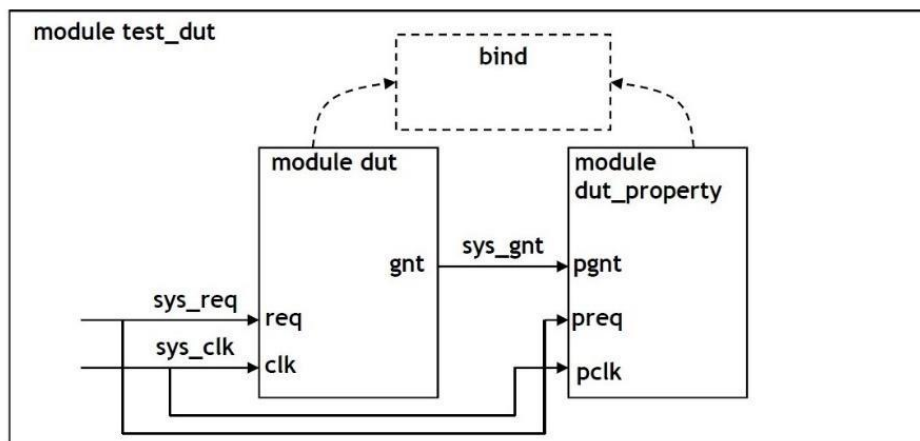 module test_dut
bind
module dut
module
dut_property
sys_gnt
gnt
pgnt
sys_req
req
preq
sys_clk
clk
pclk